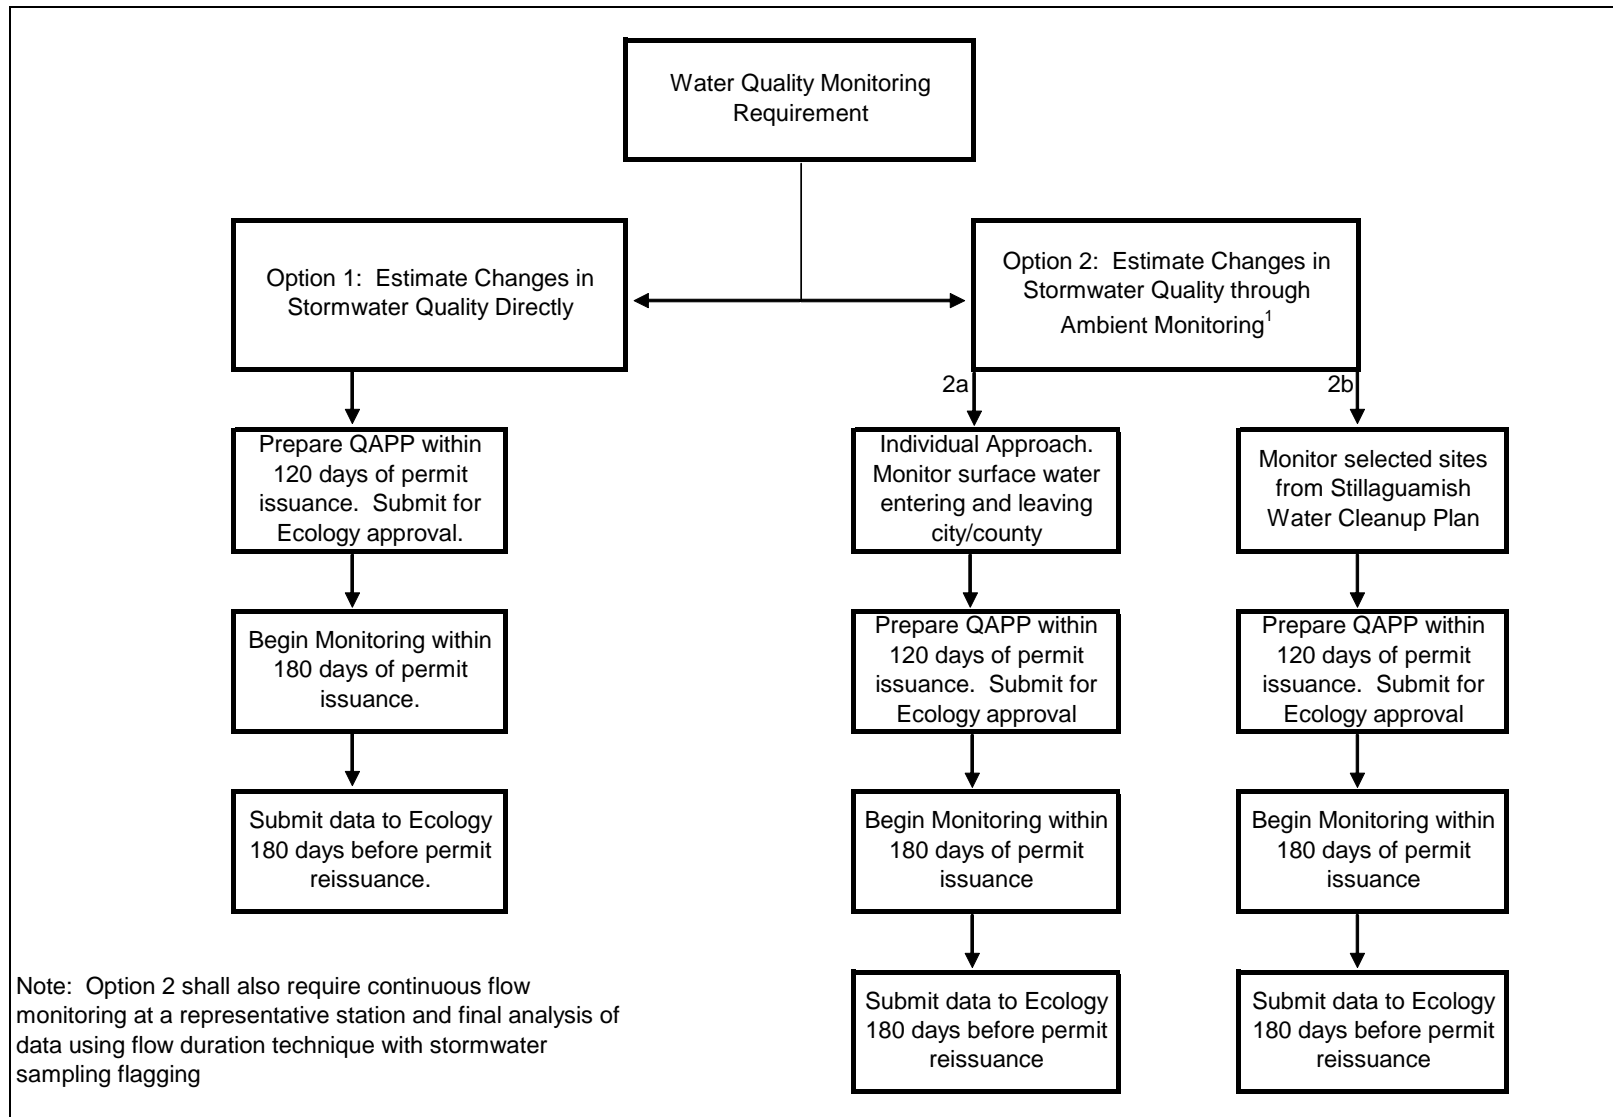 Water Quality Monitoring
Requirement
Option 1:  Estimate Changes in
Stormwater Quality Directly
Option 2:  Estimate Changes in
Stormwater Quality through
Ambient Monitoring1
2a
2b
Prepare QAPP within
120 days of permit
issuance.  Submit for
Ecology approval.
Individual Approach.
Monitor surface water
entering and leaving
city/county
Monitor selected sites
from Stillaguamish
Water Cleanup Plan
Begin Monitoring within
180 days of permit
issuance.
Prepare QAPP within
120 days of permit
issuance.  Submit for
Ecology approval
Prepare QAPP within
120 days of permit
issuance.  Submit for
Ecology approval
Submit data to Ecology
180 days before permit
reissuance.
Begin Monitoring within
180 days of permit
issuance
Begin Monitoring within
180 days of permit
issuance
Note:  Option 2 shall also require continuous flow
monitoring at a representative station and final analysis of
data using flow duration technique with stormwater
sampling flagging
Submit data to Ecology
180 days before permit
reissuance
Submit data to Ecology
180 days before permit
reissuance